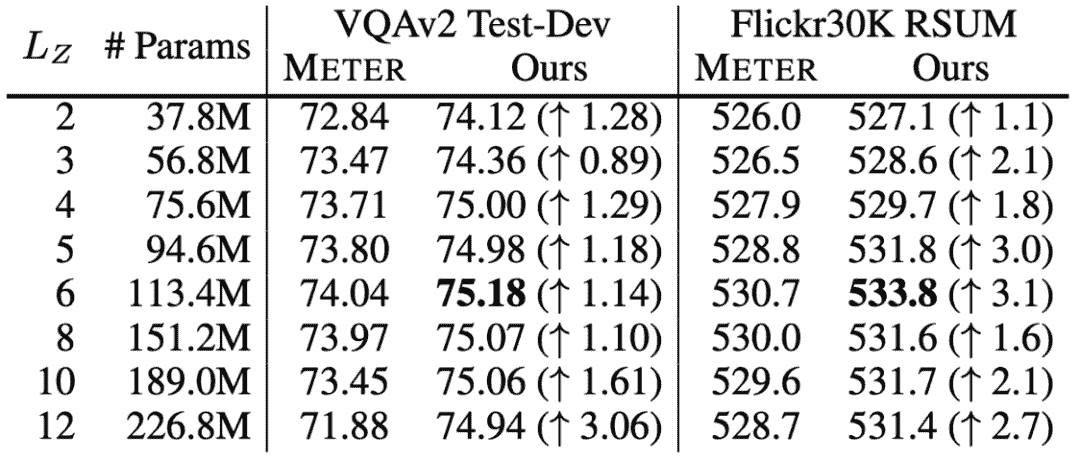 L_Z # Params VQAv2 Test-Dev Flickr30K RSUM
METER Ours METER Ours
2 37.8M 72.84 74.12 (↑ 1.28) 526.0 527.1 (↑ 1.1)
3 56.8M 73.47 74.36 (↑ 0.89) 526.5 528.6 (↑ 2.1)
4 75.6M 73.71 75.00 (↑ 1.29) 527.9 529.7 (↑ 1.8)
5 94.6M 73.80 74.98 (↑ 1.18) 528.8 531.8 (↑ 3.0)
6 113.4M 74.04 75.18 (↑ 1.14) 530.7 533.8 (↑ 3.1)
8 151.2M 73.97 75.07 (↑ 1.10) 530.0 531.6 (↑ 1.6)
10 189.0M 73.45 75.06 (↑ 1.61) 529.6 531.7 (↑ 2.1)
12 226.8M 71.88 74.94 (↑ 3.06) 528.7 531.4 (↑ 2.7)